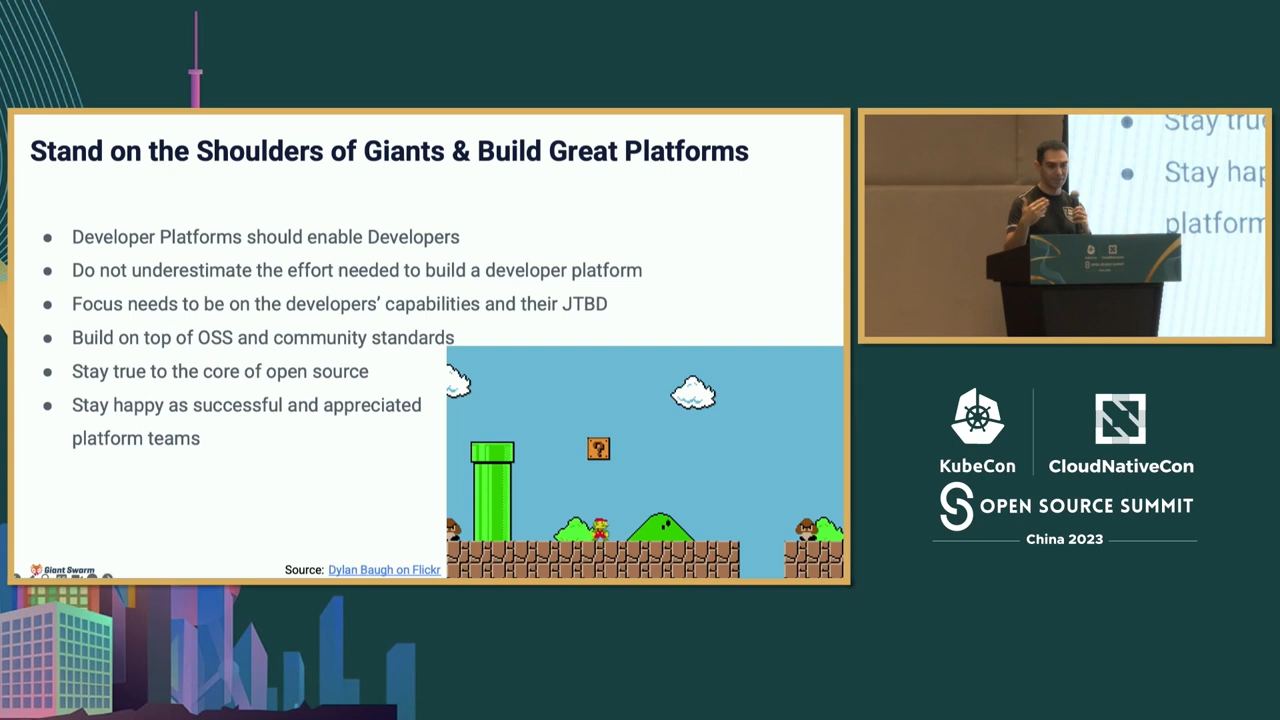 Stand on the Shoulders of Giants & Build Great Platforms
● Developer Platforms should enable Developers
● Do not underestimate the effort needed to build a developer platform
● Focus needs to be on the developers' capabilities and their JTBD
● Build on top of OSS and community standards
● Stay true to the core of open source
● Stay happy as successful and appreciated
platform teams
?
Giant Swarm
Source: Dylan Baugh on Flickr
● Stay true
● Stay hap
platform
KubeCon
CloudNativeCon
OPEN SOURCE SUMMIT
China 2023